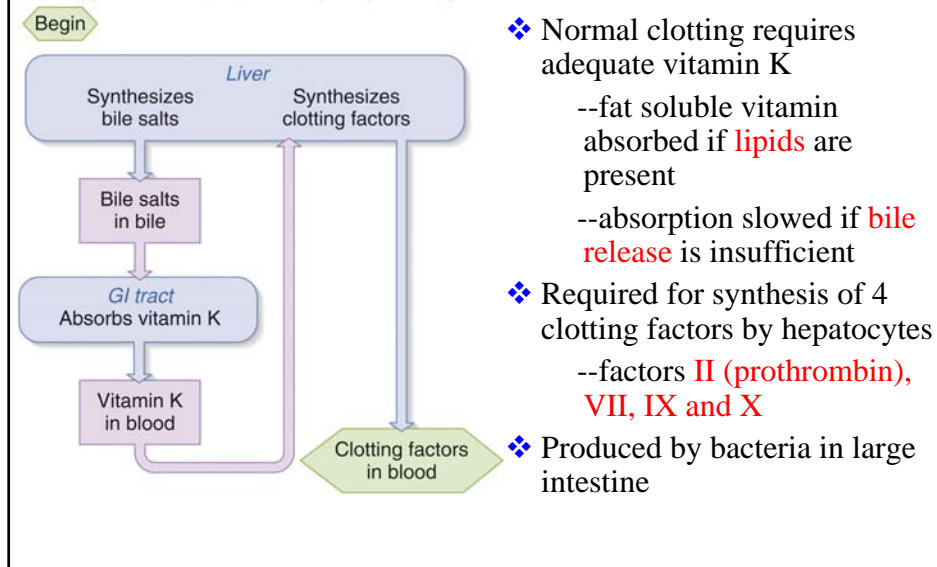 Begin
Liver
Synthesizes
bile salts
Synthesizes
clotting factors
Bile salts
in bile
GI tract
Absorbs vitamin K
Vitamin K
in blood
Clotting factors
in blood
❖ Normal clotting requires
adequate vitamin K
--fat soluble vitamin
absorbed if lipids are
present
--absorption slowed if bile
release is insufficient
❖ Required for synthesis of 4
clotting factors by hepatocytes
--factors II (prothrombin),
VII, IX and X
❖ Produced by bacteria in large
intestine